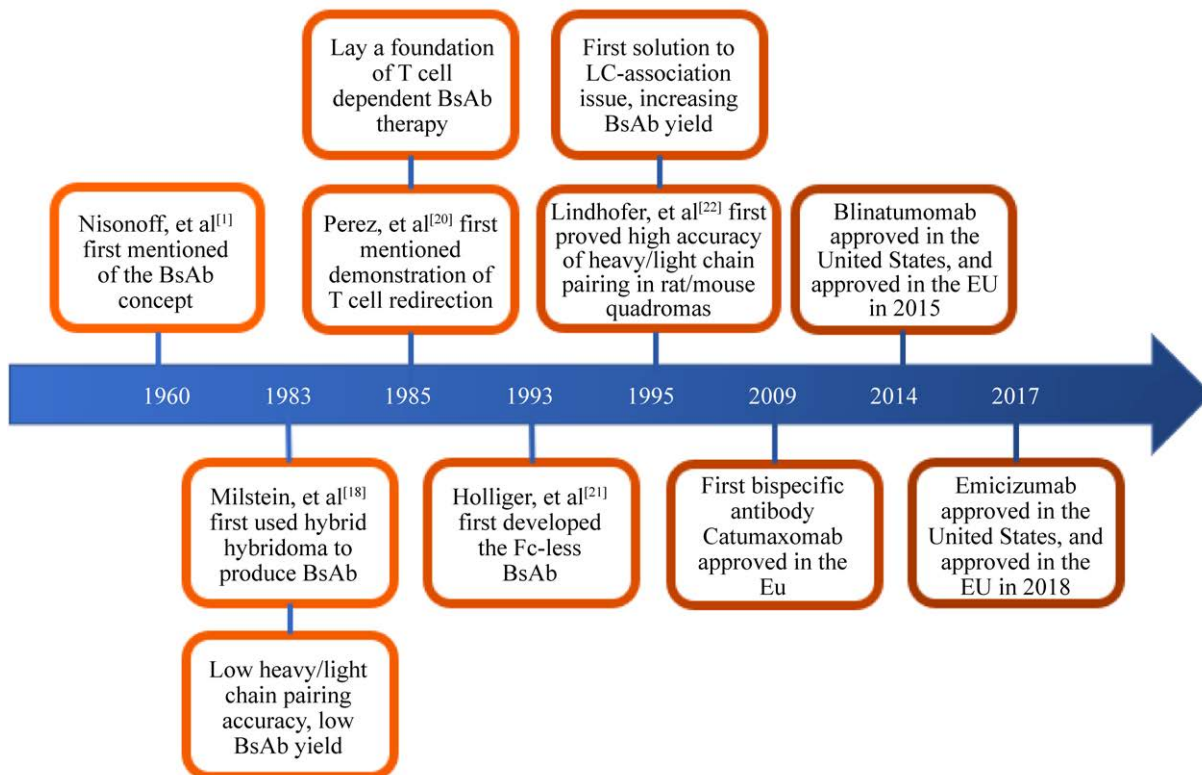 Lay a foundation
of T cell
dependent BsAb
therapy
First solution to
LC-association
issue, increasing
BsAb yield
Nisonoff, et al[1]
first mentioned
of the BsAb
concept
Perez, et al[20] first
mentioned
demonstration of
T cell redirection
Lindhofer, et al[22] first
proved high accuracy
of heavy/light chain
pairing in rat/mouse
quadromas
Blinatumomab
approved in the
United States, and
approved in the EU
in 2015
1960 1983 1985 1993 1995 2009 2014 2017
Milstein, et al[18]
first used hybrid
hybridoma to
produce BsAb
Holliger, et al[21]
first developed
the Fc-less
BsAb
First bispecific
antibody
Catumaxomab
approved in the
Eu
Emicizumab
approved in the
United States, and
approved in the
EU in 2018
Low heavy/light
chain pairing
accuracy, low
BsAb yield